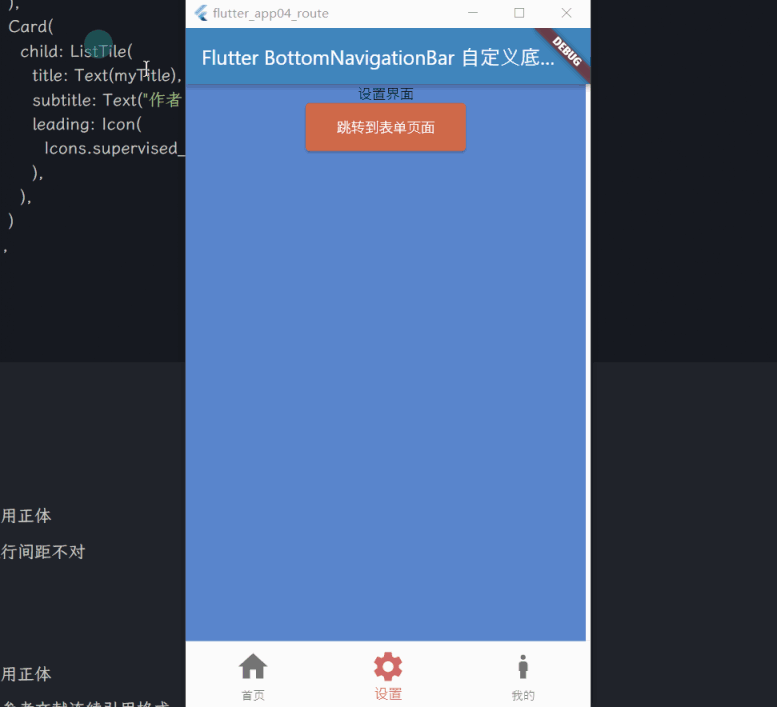 ),
Card(
child: ListTile(
title: Text(myTitle),
subtitle: Text("作者
leading: Icon(
Icons.supervised_
),
),
)
,
用正体
行间距不对
用正体
flutter_app04_route
Flutter BottomNavigationBar 自定义底...
DEBUG
设置界面
跳转到表单页面
首页
设置
我的